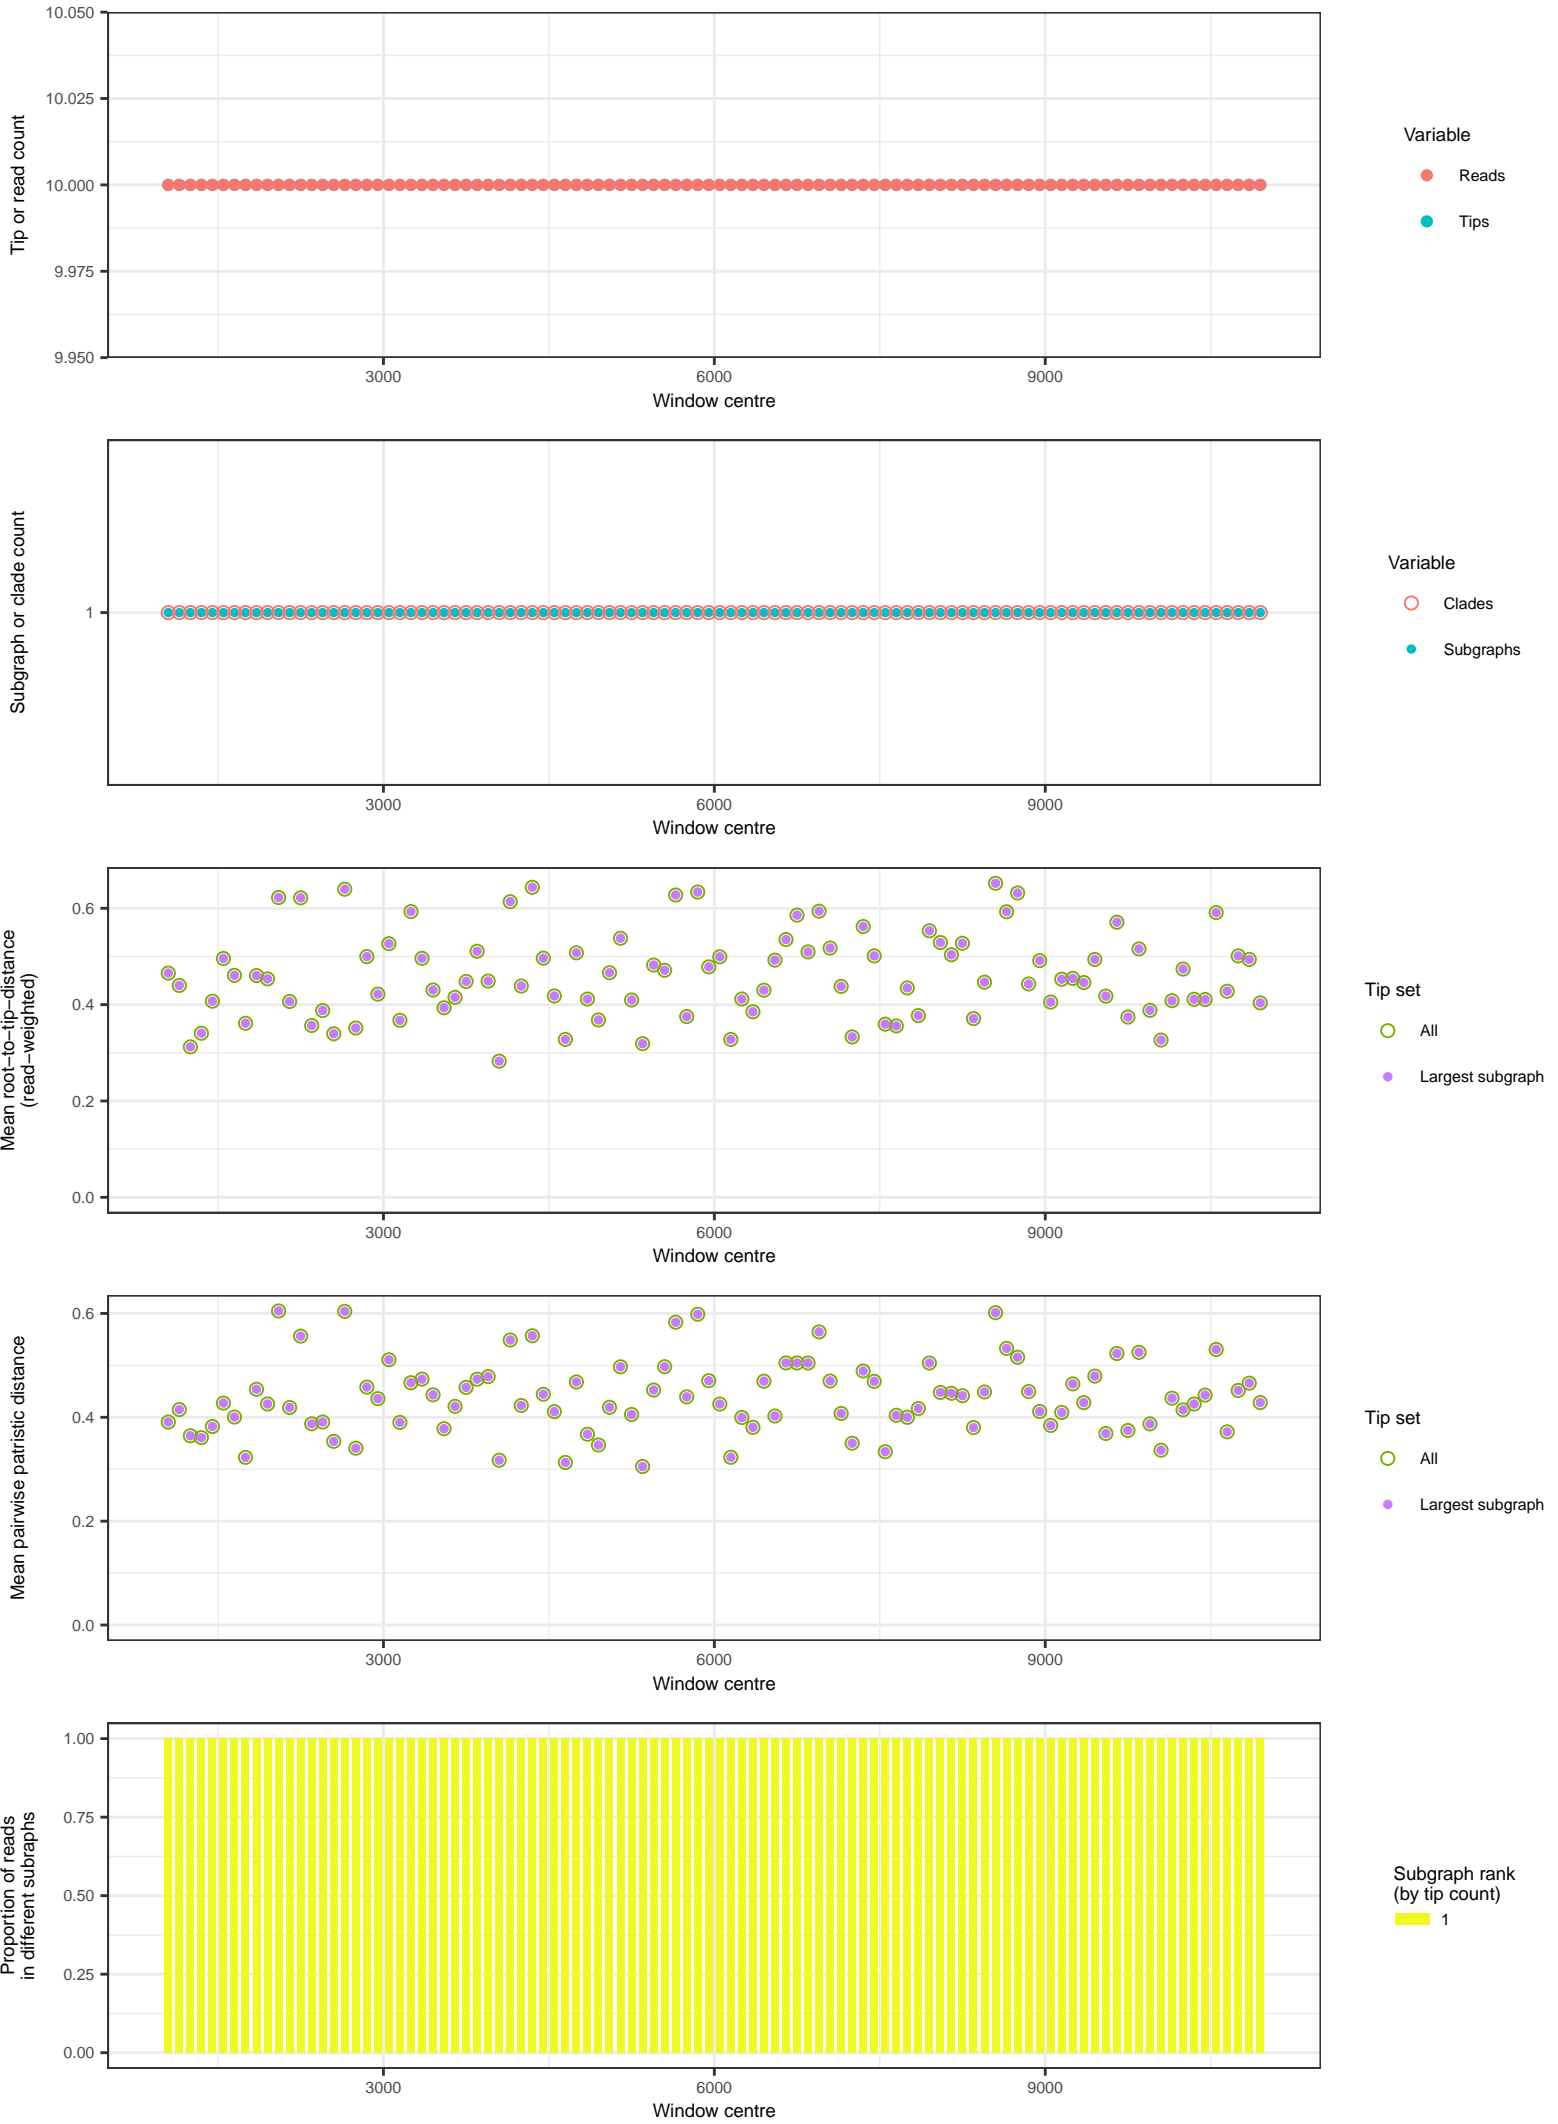 10.050
10.025
10.000
9.975
9.950
Tip or read count
3000 6000 9000
Window centre
Variable
Reads
Tips
1
Subgraph or clade count
3000 6000 9000
Window centre
Variable
Clades
Subgraphs
0.6
0.4
0.2
0.0
Mean root−to−tip−distance
(read−weighted)
3000 6000 9000
Window centre
Tip set
All
Largest subgraph
0.6
0.4
0.2
0.0
Mean pairwise patristic distance
3000 6000 9000
Window centre
Tip set
All
Largest subgraph
1.00
0.75
0.50
0.25
0.00
Proportion of reads
in different subraphs
3000 6000 9000
Window centre
Subgraph rank
(by tip count)
1